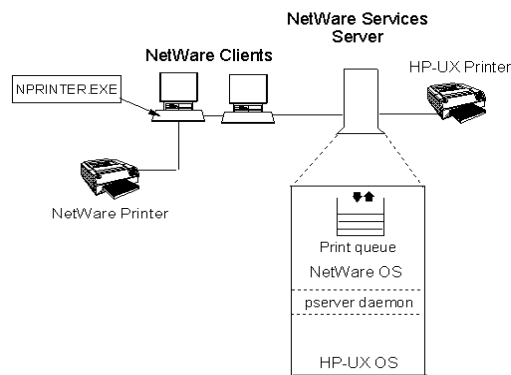 NetWare Services
Server
NetWare Clients
HP-UX Printer
NPRINTER.EXE
NetWare Printer
Print queue
NetWare OS
pserver daemon
HP-UX OS